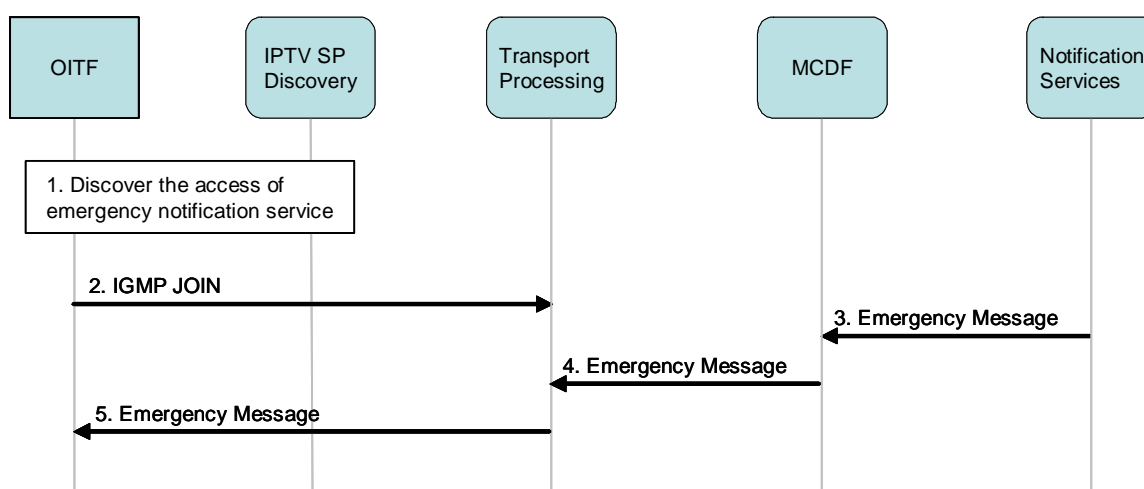 OITF
IPTV SP
Discovery
Transport
Processing
MCDF
Notification
Services
1. Discover the access of
emergency notification service
2. IGMP JOIN
3. Emergency Message
4. Emergency Message
5. Emergency Message